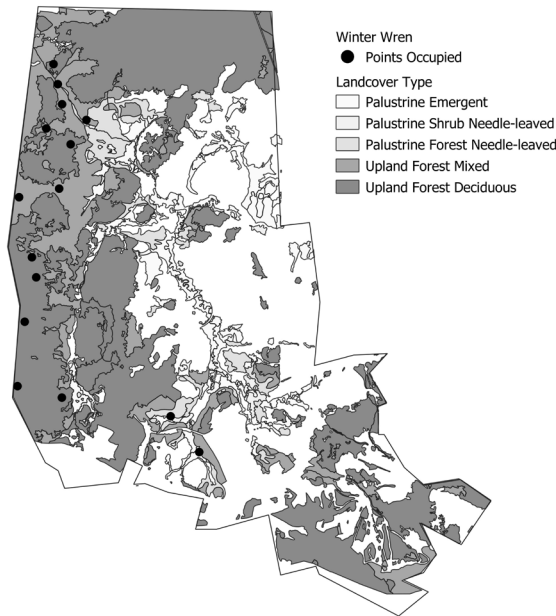 Winter Wren
Points Occupied
Landcover Type
Palustrine Emergent
Palustrine Shrub Needle-leaved
Palustrine Forest Needle-leaved
Upland Forest Mixed
Upland Forest Deciduous